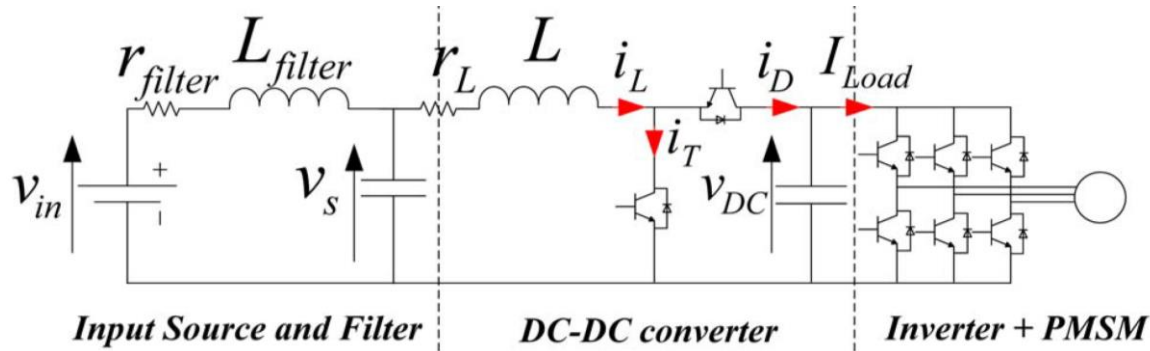 r_filter L_filter r_L L i_L i_D I_Load
i_T
v_in + − v_s v_DC
Input Source and Filter DC-DC converter Inverter + PMSM